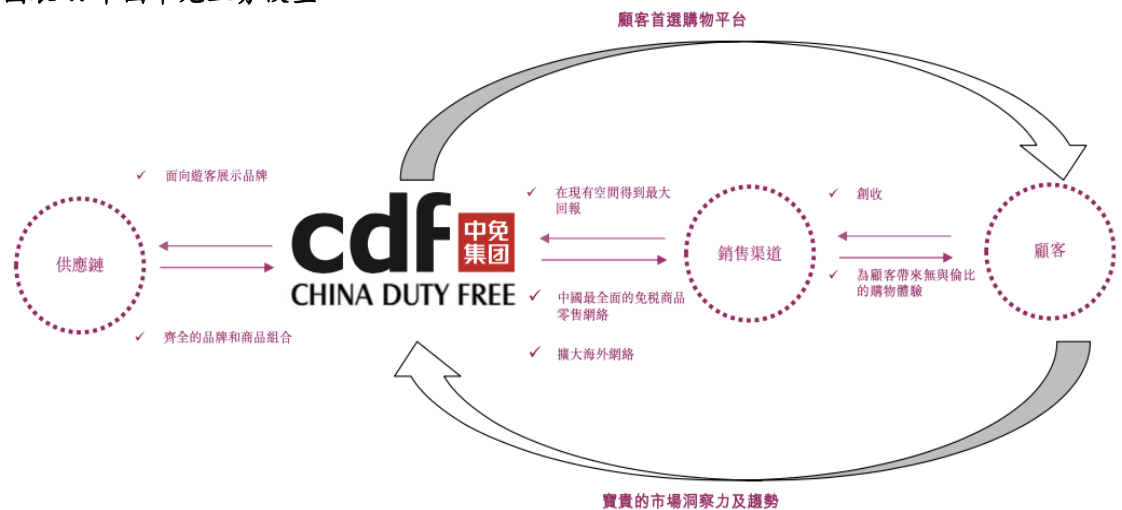 顧客首選購物平台
面向遊客展示品牌
供應鏈
齊全的品牌和商品組合
cdf
中免
集团
CHINA DUTY FREE
在現有空間得到最大
回報
中國最全面的免税商品
零售網絡
擴大海外網絡
銷售渠道
創收
為顧客帶來無與倫比
的購物體驗
顧客
寶貴的市場洞察力及趨勢